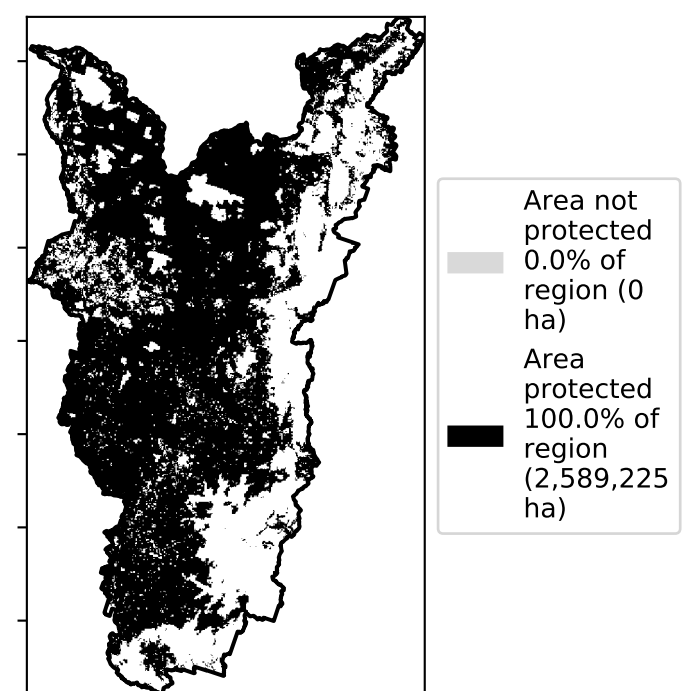 Area not
protected
0.0% of
region (0
ha)
Area
protected
100.0% of
region
(2,589,225
ha)